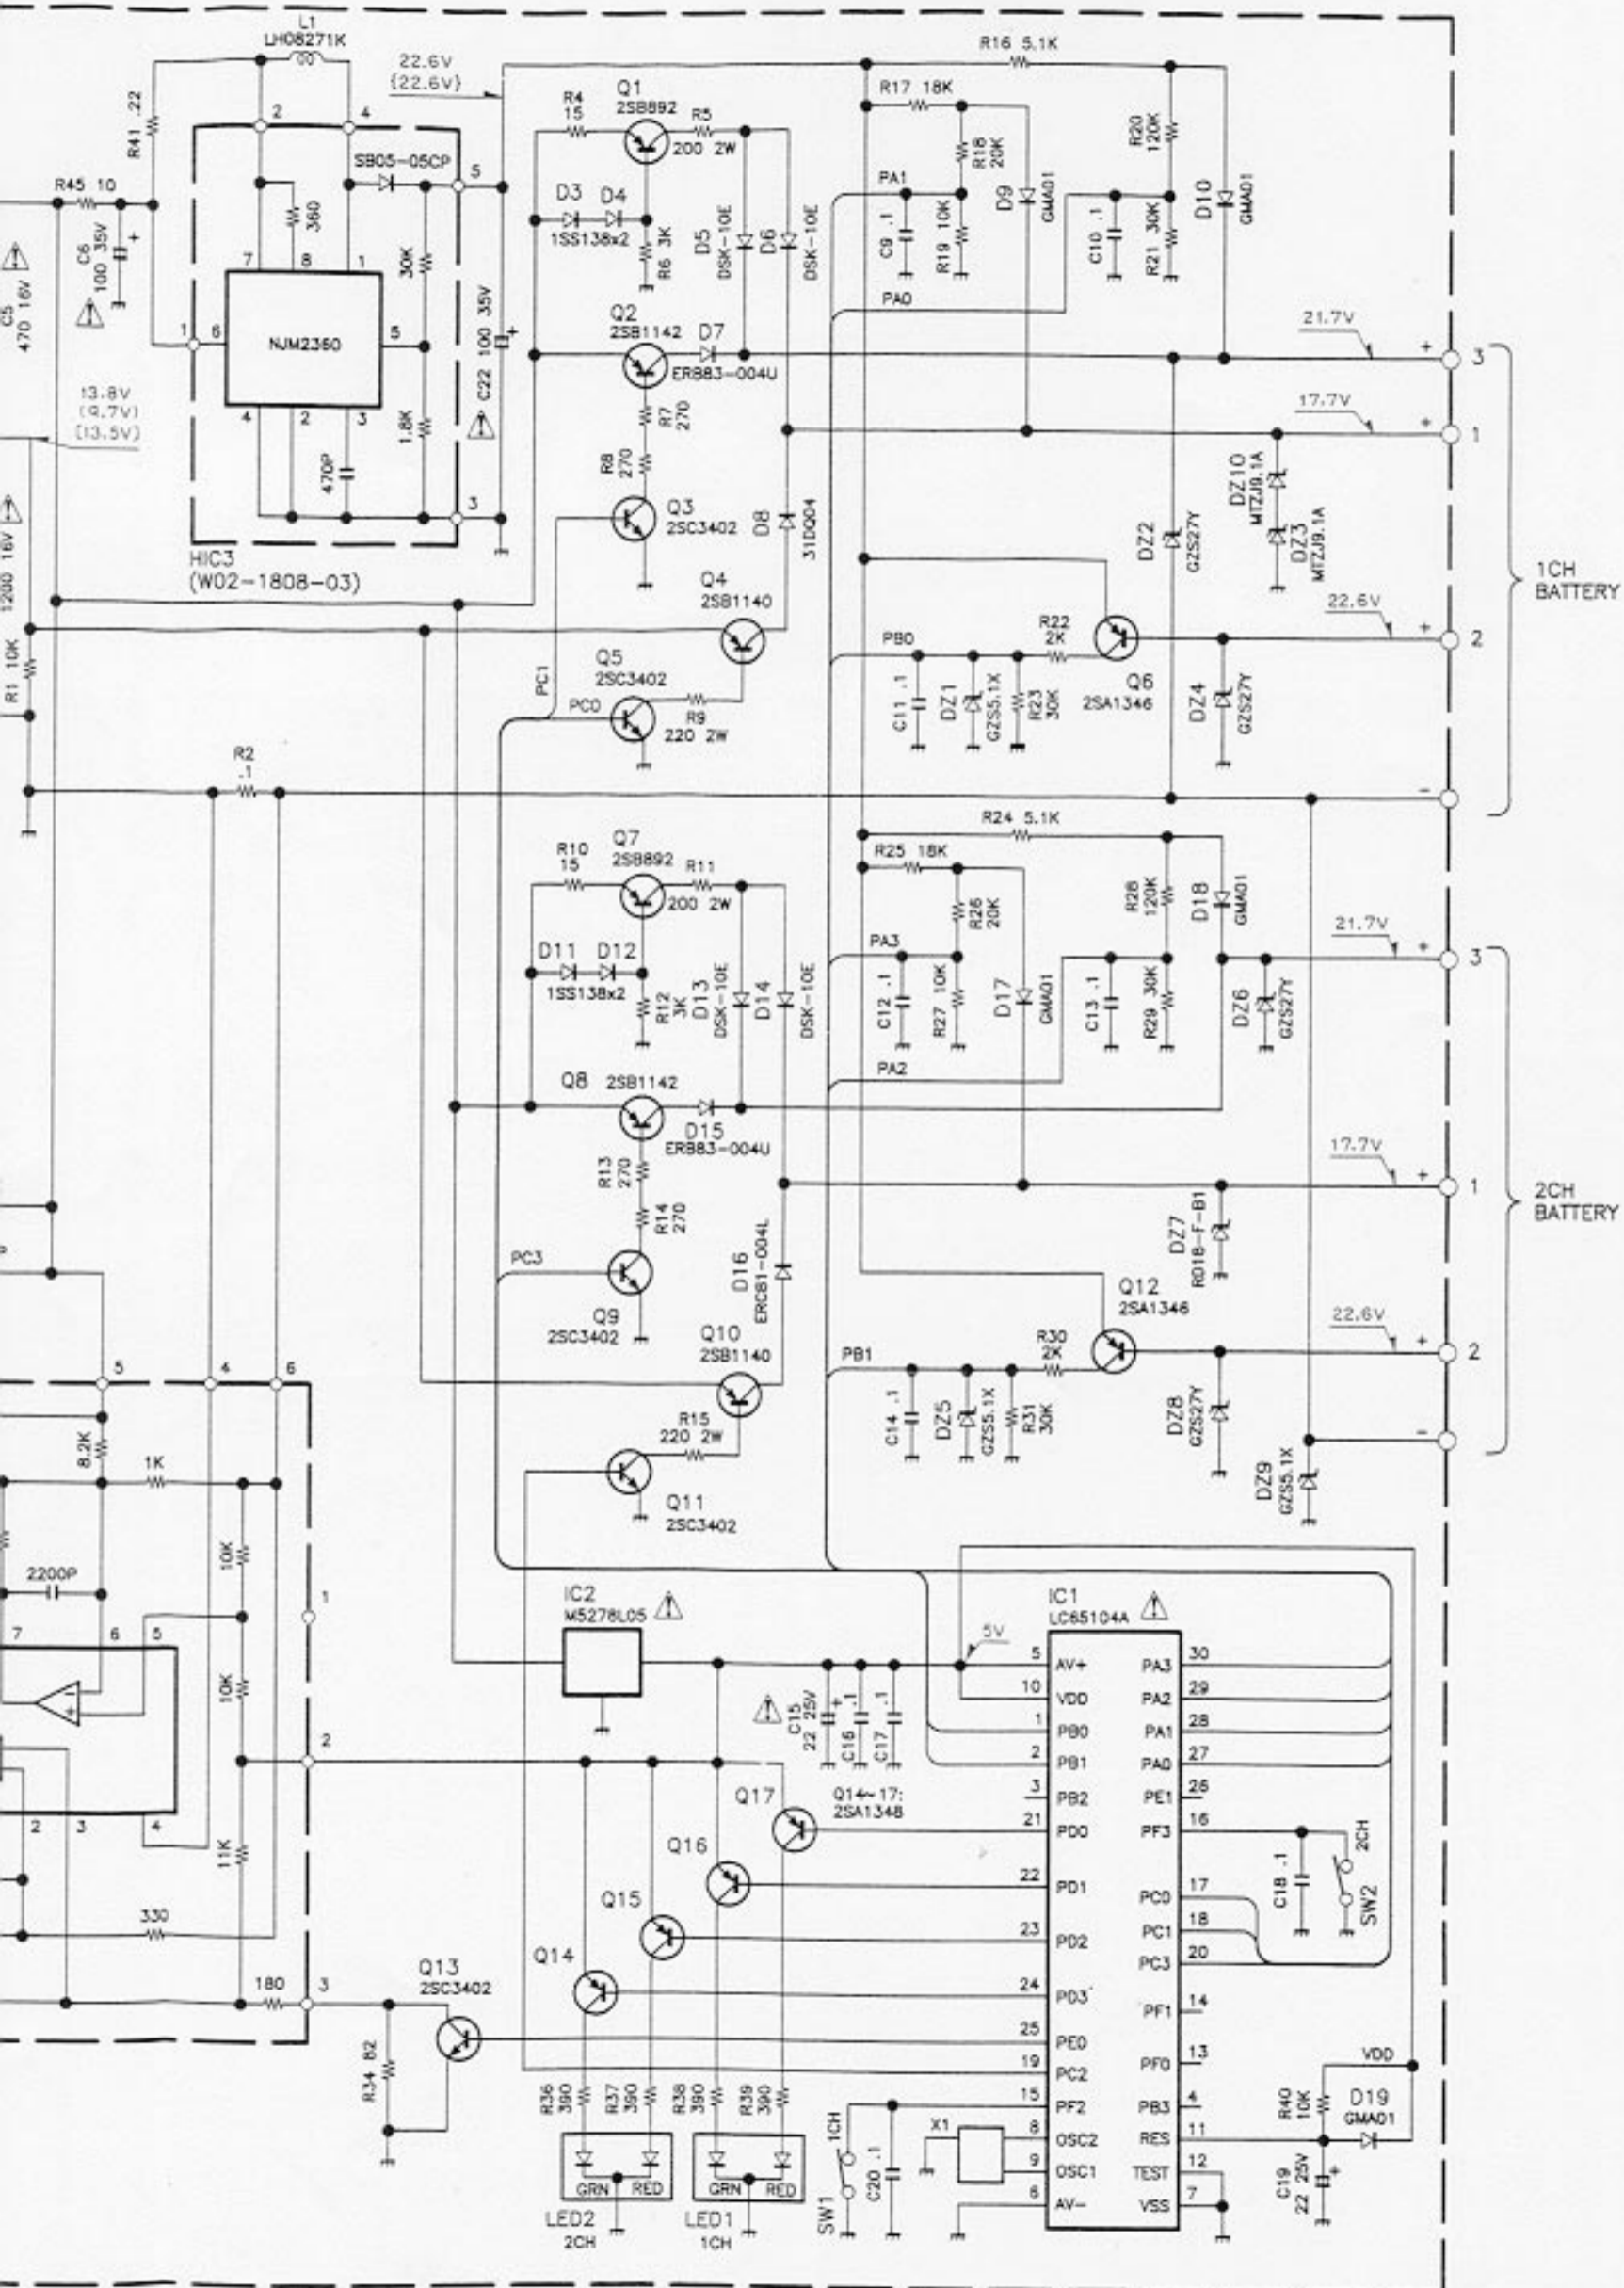 L1
LH08271K
22.6V
(22.6V)
R16 5.1K
R41 .22
2
4
R4
15
Q1
2SB892
R5
200 2W
R17 18K
R18
20K
R20
120K
SB05-05CP
5
R45 10
C6
100 35V
+
360
30K
D3
D4
1SS138x2
R6 3K
D5
DSK-10E
D6
DSK-10E
PA1
C9 .1
R19 10K
D9
GMA01
C10 .1
R21 30K
D10
GMA01
C5
470 16V
7
8
1
1
6
NJM2360
5
4
2
3
470P
1.8K
C22 100 35V
+
3
HIC3
(W02-1808-03)
13.8V
(9.7V)
(13.5V)
1200 16V
R1 10K
Q2
2SB1142
D7
ERB83-004U
R7
270
R8
270
Q3
2SC3402
D8
31DQ04
PA0
21.7V
+
3
17.7V
+
1
DZ10
MTZJ9.1A
DZ3
MTZJ9.1A
DZ2
GZS27Y
1CH
BATTERY
Q4
2SB1140
22.6V
+
2
PC1
Q5
2SC3402
PC0
R9
220 2W
PB0
R22
2K
Q6
2SA1346
C11 .1
DZ1
GZS5.1X
R23
30K
DZ4
GZS27Y
R2
.1
-
R24 5.1K
R10
15
Q7
2SB892
R11
200 2W
R25 18K
R26
20K
R28
120K
D18
GMA01
D11
D12
1SS138x2
R12
3K
D13
DSK-10E
D14
DSK-10E
PA3
C12 .1
R27 10K
D17
GMA01
C13 .1
R29 30K
DZ6
GZS27Y
21.7V
+
3
Q8
2SB1142
D15
ERB83-004U
PA2
R13
270
R14
270
17.7V
+
1
DZ7
RD18-F-B1
2CH
BATTERY
PC3
Q9
2SC3402
D16
ERC81-004L
Q10
2SB1140
Q12
2SA1346
22.6V
+
2
PB1
R30
2K
C14 .1
DZ5
GZS5.1X
R31
30K
DZ8
GZS27Y
-
DZ9
GZS5.1X
R15
220 2W
Q11
2SC3402
5
4
6
8.2K
1K
10K
2200P
1
7
6
5
-
+
10K
2
2
3
4
11K
330
180
3
IC2
M5278L05
5V
IC1
LC65104A
C15
22 25V
+
C16 .1
C17 .1
5 AV+ PA3 30
10 VDD PA2 29
1 PB0 PA1 28
2 PB1 PA0 27
3 PB2 PE1 26
21 PD0 PF3 16
22 PD1 PC0 17
PC1 18
23 PD2 PC3 20
24 PD3 PF1 14
25 PE0
19 PC2 PF0 13
15 PF2 PB3 4
8 OSC2 RES 11
9 OSC1 TEST 12
6 AV- VSS 7
Q17
Q14~17:
2SA1348
Q16
Q15
Q14
Q13
2SC3402
C18 .1
2CH
SW2
R34 82
R36
390
R37
390
R38
390
R39
390
GRN RED
GRN RED
LED2
2CH
LED1
1CH
1CH
SW1
C20 .1
X1
VDD
R40
10K
D19
GMA01
C19
22 25V
+